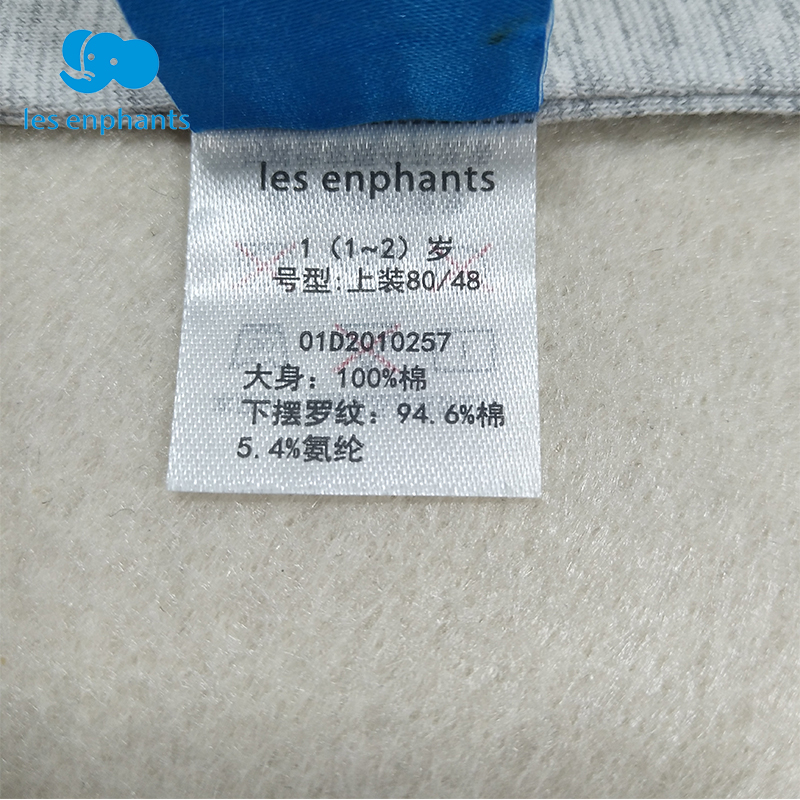 les enphants
les enphants
1（1~2）岁
号型:上装80/48
01D2010257
大身：100%棉
下摆罗纹：94.6%棉
5.4%氨纶